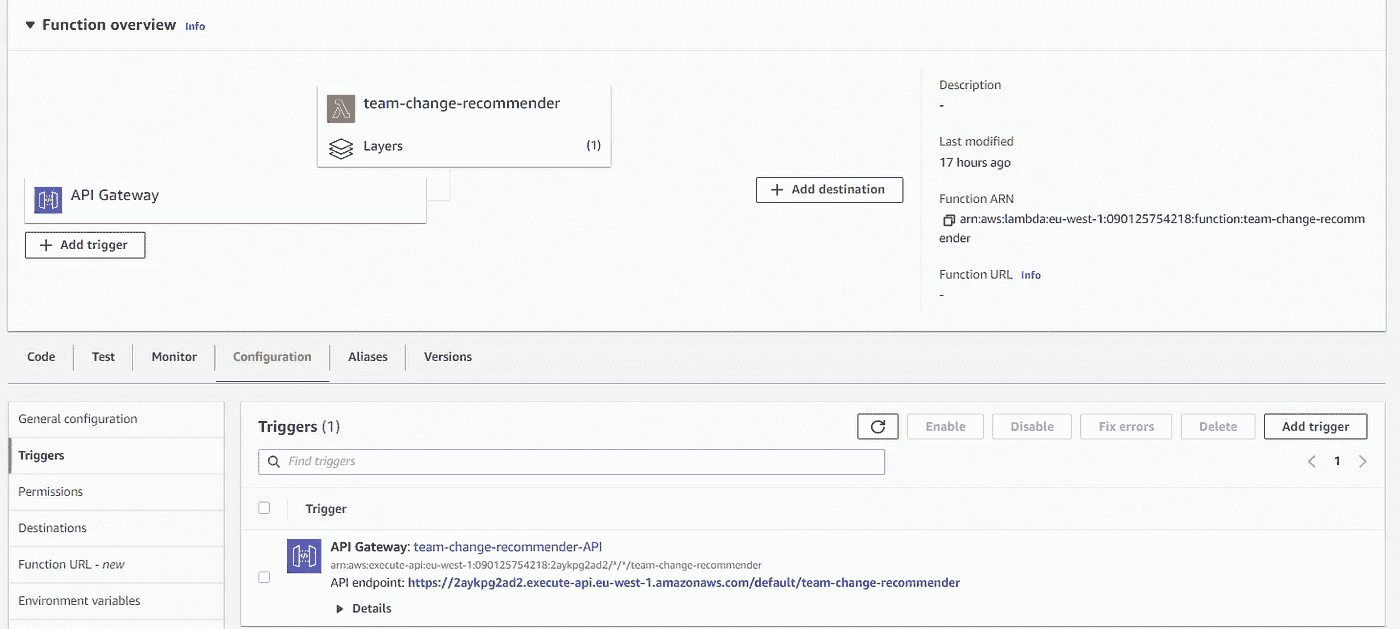 Function overview Info
team-change-recommender
Layers (1)
API Gateway
+ Add trigger
+ Add destination
Description
-
Last modified
17 hours ago
Function ARN
arn:aws:lambda:eu-west-1:090125754218:function:team-change-recomm
ender
Function URL Info
-
Code Test Monitor Configuration Aliases Versions
General configuration
Triggers
Permissions
Destinations
Function URL - new
Environment variables
Triggers (1)
Enable Disable Fix errors Delete Add trigger
Find triggers
1
Trigger
API Gateway: team-change-recommender-API
arn:aws:execute-api:eu-west-1:090125754218:2aykpg2ad2/*/*/team-change-recommender
API endpoint: https://2aykpg2ad2.execute-api.eu-west-1.amazonaws.com/default/team-change-recommender
Details